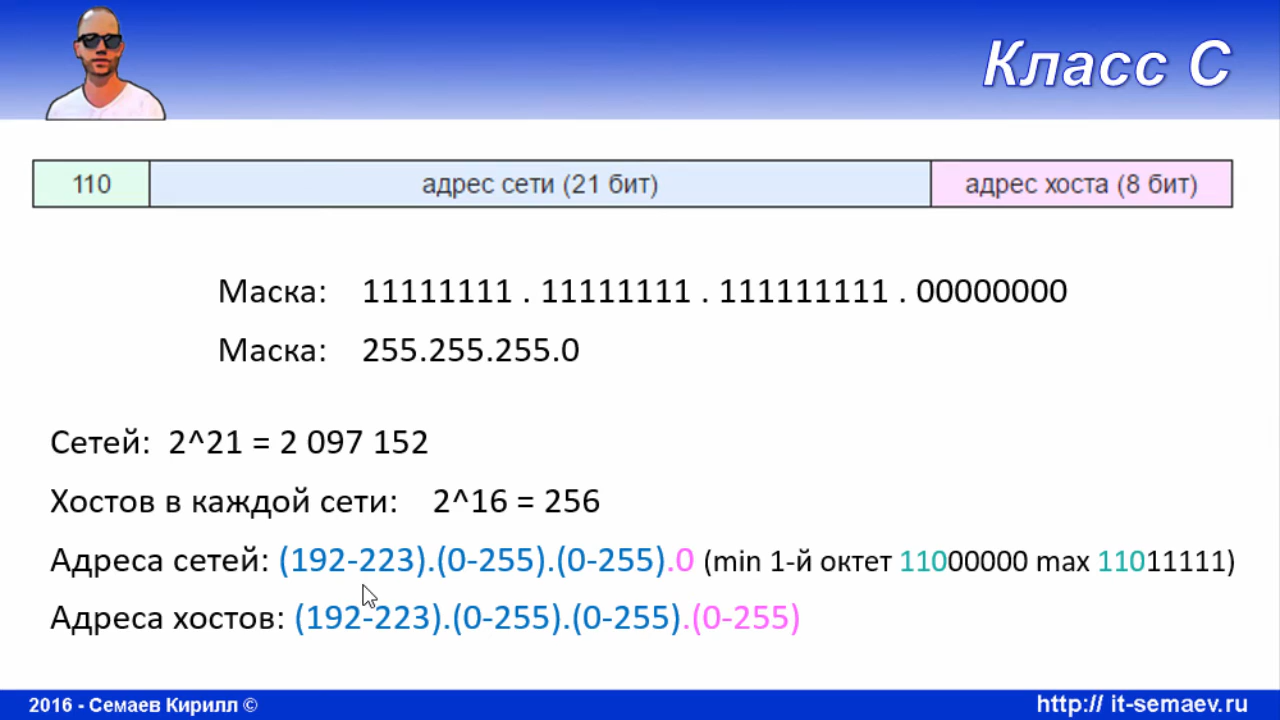 Класс C
110 адрес сети (21 бит) адрес хоста (8 бит)
Маска: 11111111 . 11111111 . 111111111 . 00000000
Маска: 255.255.255.0
Сетей: 2^21 = 2 097 152
Хостов в каждой сети: 2^16 = 256
Адреса сетей: (192-223).(0-255).(0-255).0 (min 1-й октет 11000000 max 11011111)
Адреса хостов: (192-223).(0-255).(0-255).(0-255)
2016 - Семаев Кирилл © http:// it-semaev.ru